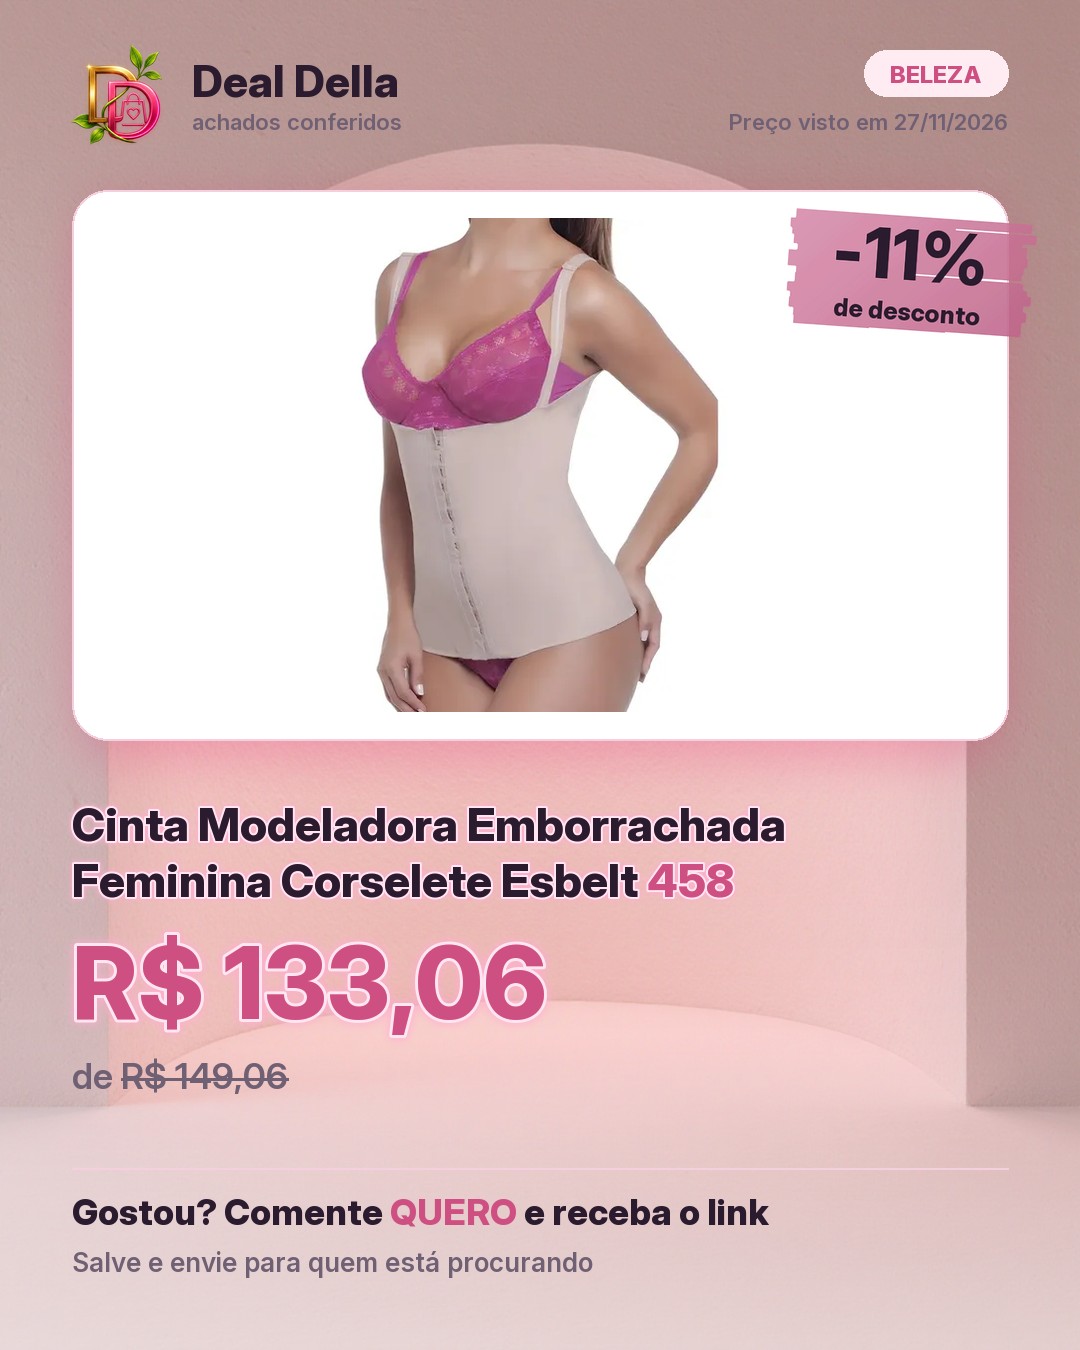 Deal Della
achados conferidos
BELEZA
Preço visto em 27/11/2026
-11%
de desconto
Cinta Modeladora Emborrachada
Feminina Corselete Esbelt 458
R$ 133,06
de R$ 149,06
Gostou? Comente QUERO e receba o link
Salve e envie para quem está procurando